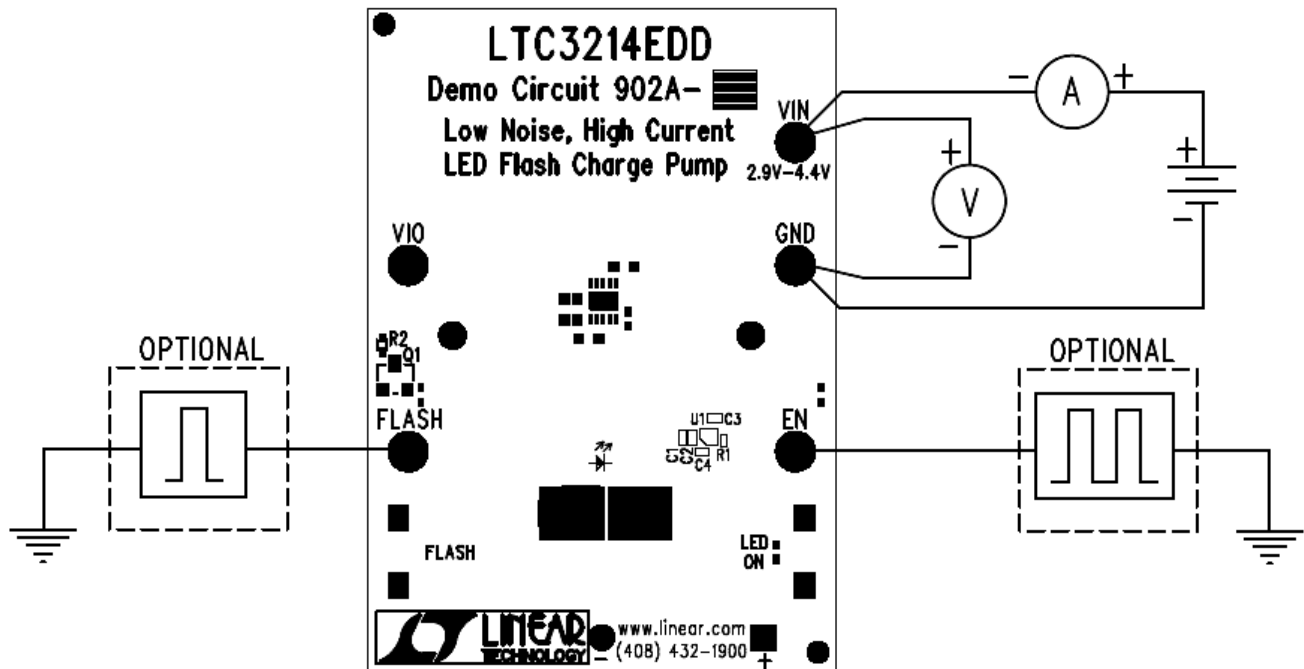 LTC3214EDD
Demo Circuit 902A-
Low Noise, High Current
LED Flash Charge Pump
VIN
2.9V-4.4V
- A +
+
V
-
+
-
VIO
GND
OPTIONAL
R2
Q1
FLASH
OPTIONAL
EN
U1 C3
C1
C2
C4
R1
FLASH
LED
ON
LINEAR
TECHNOLOGY
www.linear.com
- (408) 432-1900 +